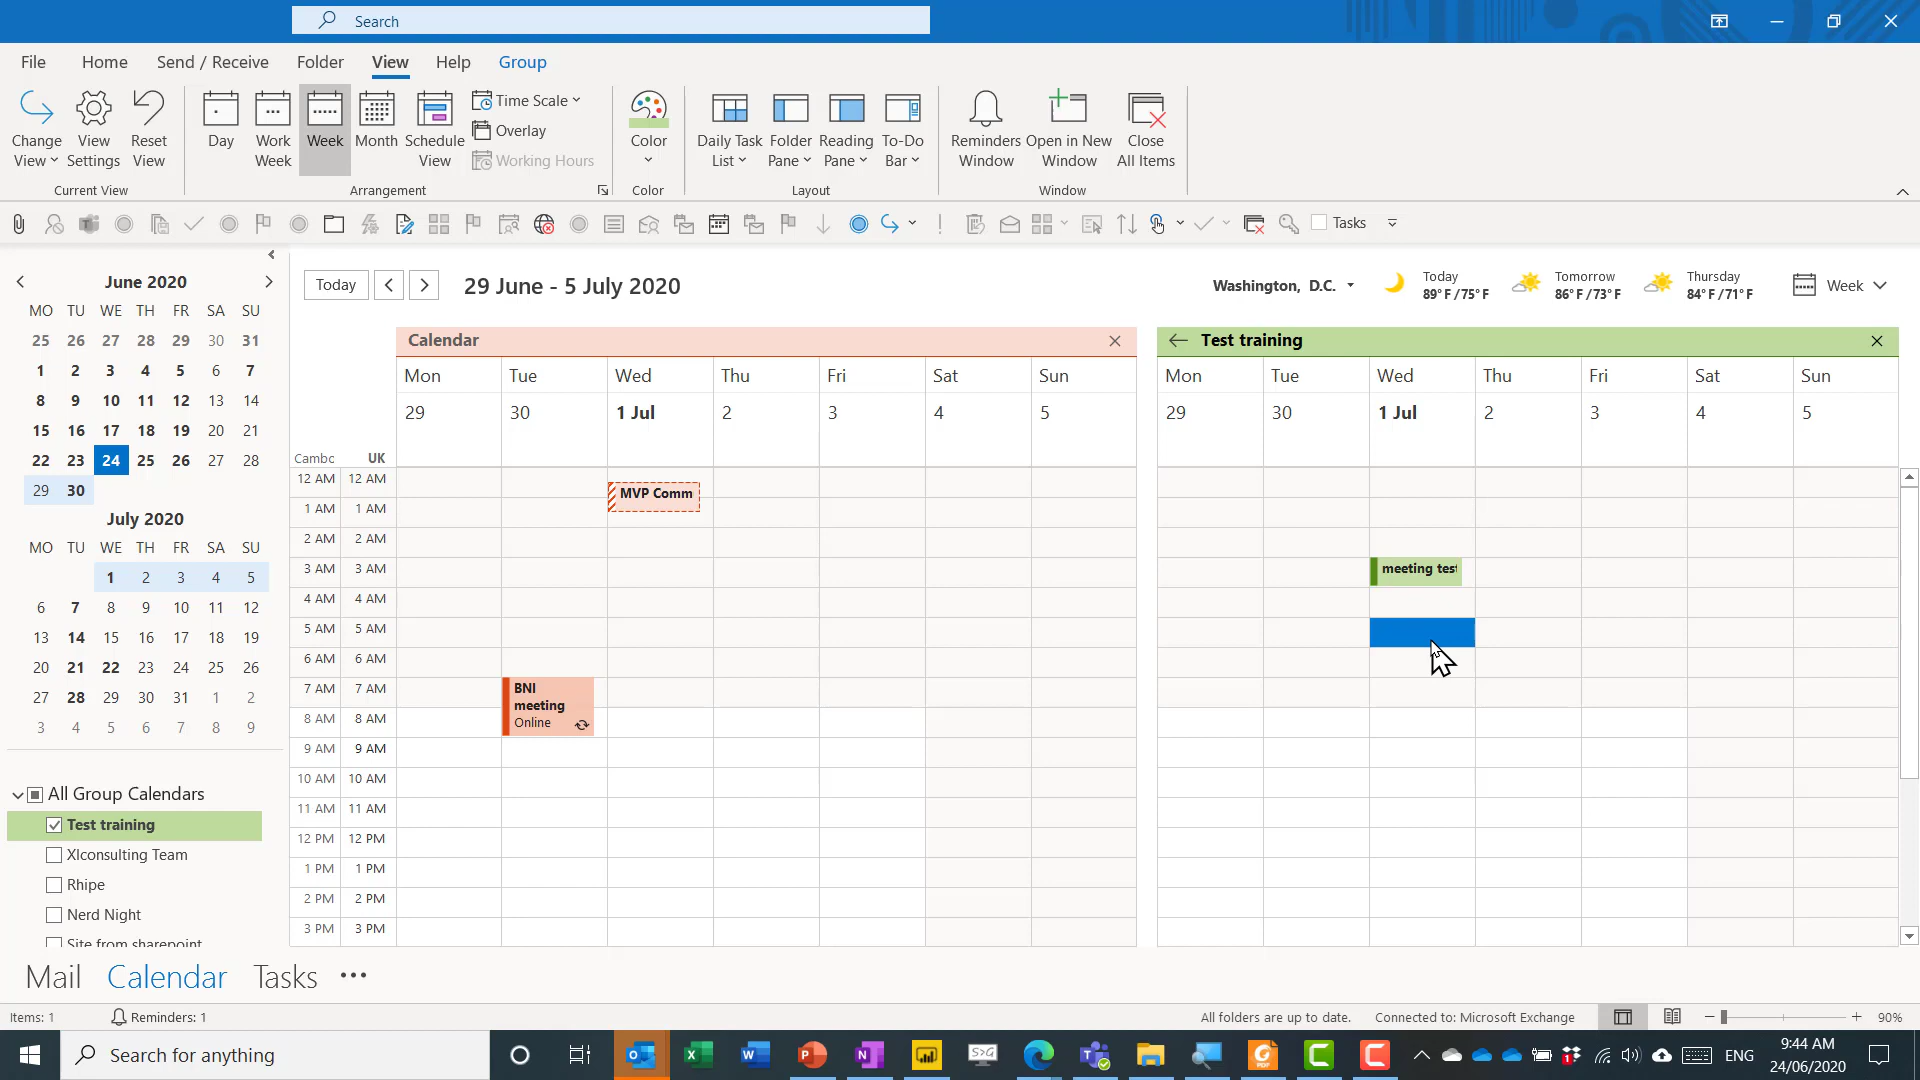 Search
File Home Send / Receive Folder View Help Group
Change View
View Settings
Reset View
Current View
Day
Work Week
Week
Month
Schedule View
Time Scale
Overlay
Working Hours
Arrangement
Color
Color
Daily Task List
Folder Pane
Reading Pane
To-Do Bar
Layout
Reminders Window
Open in New Window
Close All Items
Window
Tasks
June 2020
MO TU WE TH FR SA SU
25 26 27 28 29 30 31
1 2 3 4 5 6 7
8 9 10 11 12 13 14
15 16 17 18 19 20 21
22 23 24 25 26 27 28
29 30
July 2020
MO TU WE TH FR SA SU
1 2 3 4 5
6 7 8 9 10 11 12
13 14 15 16 17 18 19
20 21 22 23 24 25 26
27 28 29 30 31 1 2
3 4 5 6 7 8 9
All Group Calendars
Test training
Xlconsulting Team
Rhipe
Nerd Night
Site from sharepoint
Today
29 June - 5 July 2020
Washington, D.C.
Today
89°F/75°F
Tomorrow
86°F/73°F
Thursday
84°F/71°F
Week
Calendar
Mon Tue Wed Thu Fri Sat Sun
29 30 1 Jul 2 3 4 5
Test training
Mon Tue Wed Thu Fri Sat Sun
29 30 1 Jul 2 3 4 5
Cambo UK
12 AM 12 AM
1 AM 1 AM
2 AM 2 AM
3 AM 3 AM
4 AM 4 AM
5 AM 5 AM
6 AM 6 AM
7 AM 7 AM
8 AM 8 AM
9 AM 9 AM
10 AM 10 AM
11 AM 11 AM
12 PM 12 PM
1 PM 1 PM
2 PM 2 PM
3 PM 3 PM
MVP Comm
BNI
meeting
Online
meeting test
Mail Calendar Tasks •••
Items: 1
Reminders: 1
All folders are up to date.
Connected to: Microsoft Exchange
90%
Search for anything
S>G
ENG
9:44 AM
24/06/2020